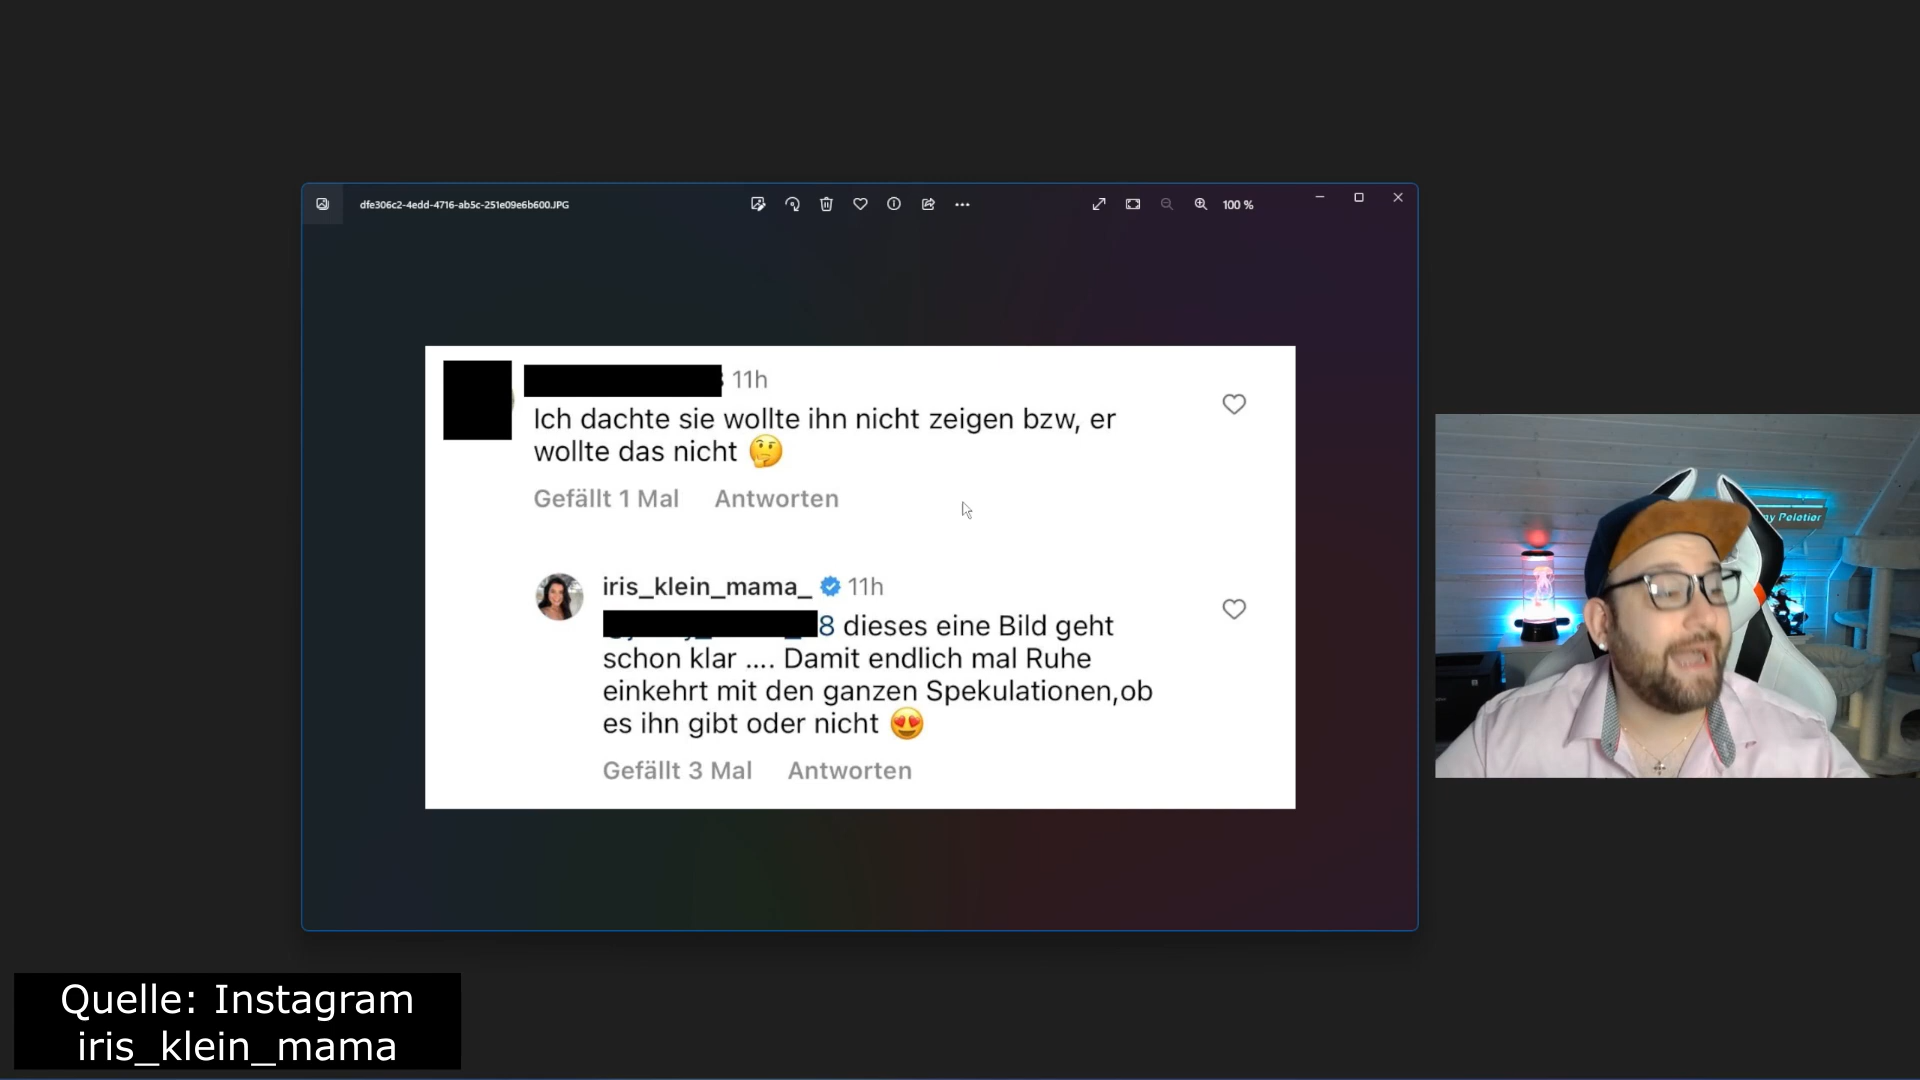 dfe306c2-4edd-4716-ab5c-251e09e6b600.JPG
100 %
11h
Ich dachte sie wollte ihn nicht zeigen bzw, er
wollte das nicht 🤔
Gefällt 1 Mal Antworten
iris_klein_mama_ 11h
8 dieses eine Bild geht
schon klar .... Damit endlich mal Ruhe
einkehrt mit den ganzen Spekulationen,ob
es ihn gibt oder nicht 😍
Gefällt 3 Mal Antworten
Quelle: Instagram
iris_klein_mama